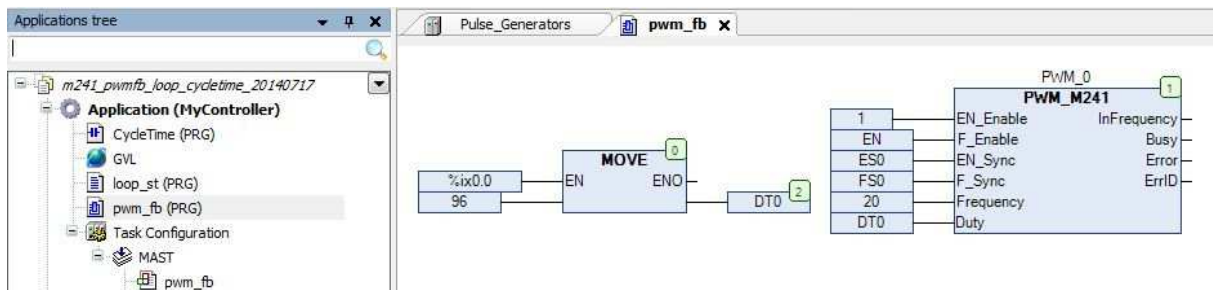 Applications tree
m241_pwmfb_loop_cycletime_20140717
Application (MyController)
CycleTime (PRG)
GVL
loop_st (PRG)
pwm_fb (PRG)
Task Configuration
MAST
pwm_fb
Pulse_Generators
pwm_fb
MOVE
0
%ix0.0
EN
ENO
96
DT0
2
PWM_0
1
PWM_M241
1
EN_Enable
InFrequency
EN
F_Enable
Busy
ES0
EN_Sync
Error
FS0
F_Sync
ErrID
20
Frequency
DT0
Duty